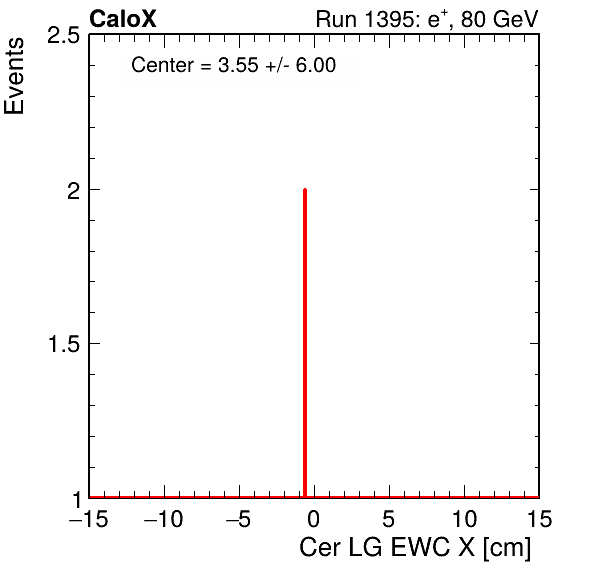 CaloX Run 1395: e⁺, 80 GeV
Events
Center = 3.55 +/- 6.00
2.5
2
1.5
1
−15 −10 −5 0 5 10 15
Cer LG EWC X [cm]